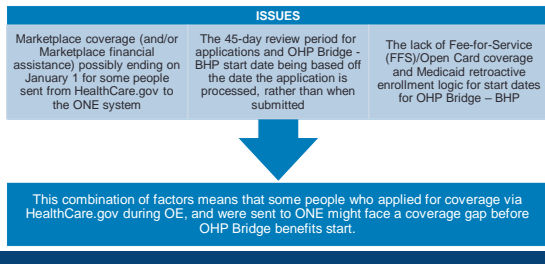 ISSUES
Marketplace coverage (and/or
Marketplace financial
assistance) possibly ending on
January 1 for some people
sent from HealthCare.gov to
the ONE system
The 45-day review period for
applications and OHP Bridge -
BHP start date being based off
the date the application is
processed, rather than when
submitted
The lack of Fee-for-Service
(FFS)/Open Card coverage
and Medicaid retroactive
enrollment logic for start dates
for OHP Bridge – BHP
This combination of factors means that some people who applied for coverage via
HealthCare.gov during OE, and were sent to ONE might face a coverage gap before
OHP Bridge benefits start.